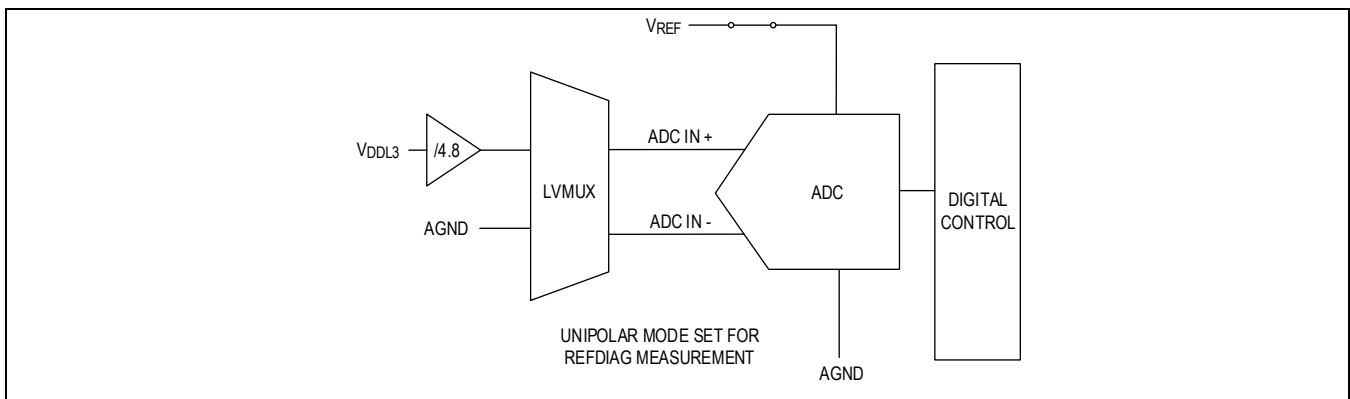 VREF
VDDL3
/4.8
ADC IN +
LVMUX
ADC
DIGITAL
CONTROL
AGND
ADC IN -
UNIPOLAR MODE SET FOR
REFDIAG MEASUREMENT
AGND